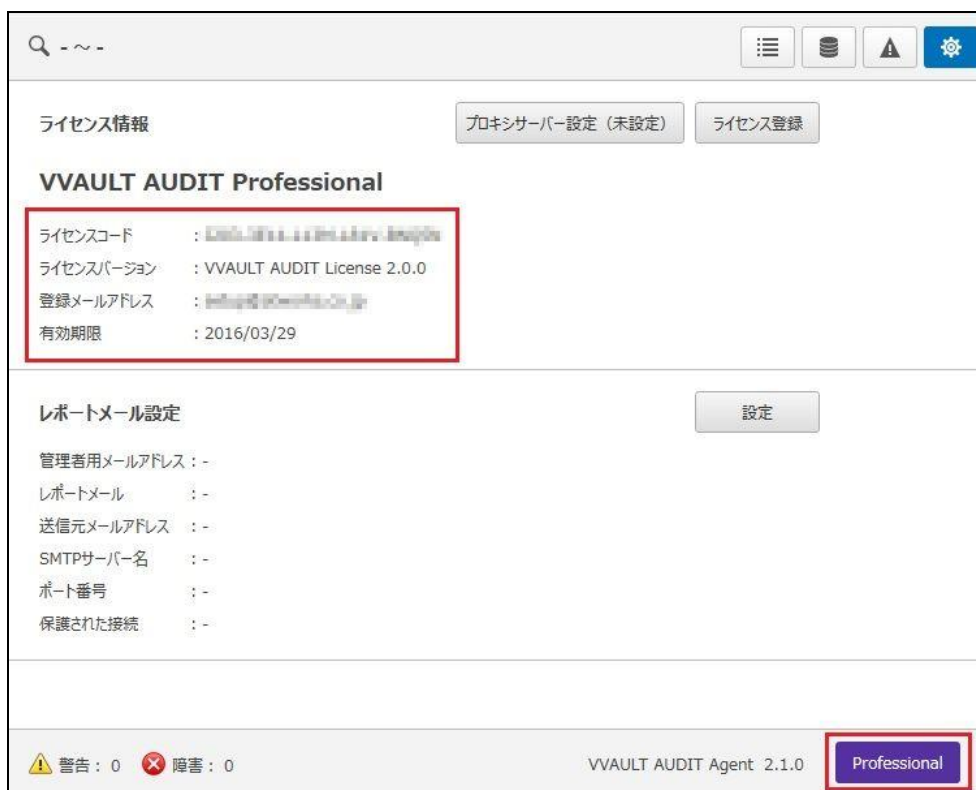 - ~ -
ライセンス情報
プロキシサーバー設定（未設定）
ライセンス登録
VVAULT AUDIT Professional
ライセンスコード :
ライセンスバージョン : VVAULT AUDIT License 2.0.0
登録メールアドレス :
有効期限 : 2016/03/29
レポートメール設定
設定
管理者用メールアドレス : -
レポートメール : -
送信元メールアドレス : -
SMTPサーバー名 : -
ポート番号 : -
保護された接続 : -
警告 : 0 障害 : 0 VVAULT AUDIT Agent 2.1.0 Professional